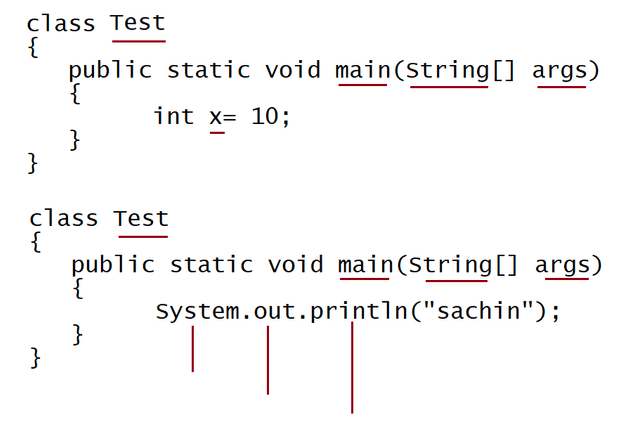 class Test
{
public static void main(String[] args)
{
int x= 10;
}
}
class Test
{
public static void main(String[] args)
{
System.out.println("sachin");
}
}